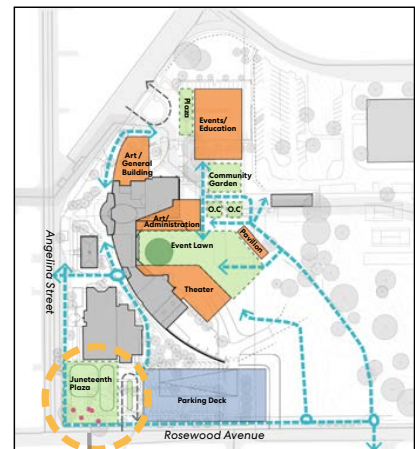 Plaza
Events/
Education
Art /
General
Building
Community
Garden
Art/
Administration
O.C
O.C
Event Lawn
Pavilion
Angelina Street
Theater
Juneteenth
Plaza
Parking Deck
Rosewood Avenue